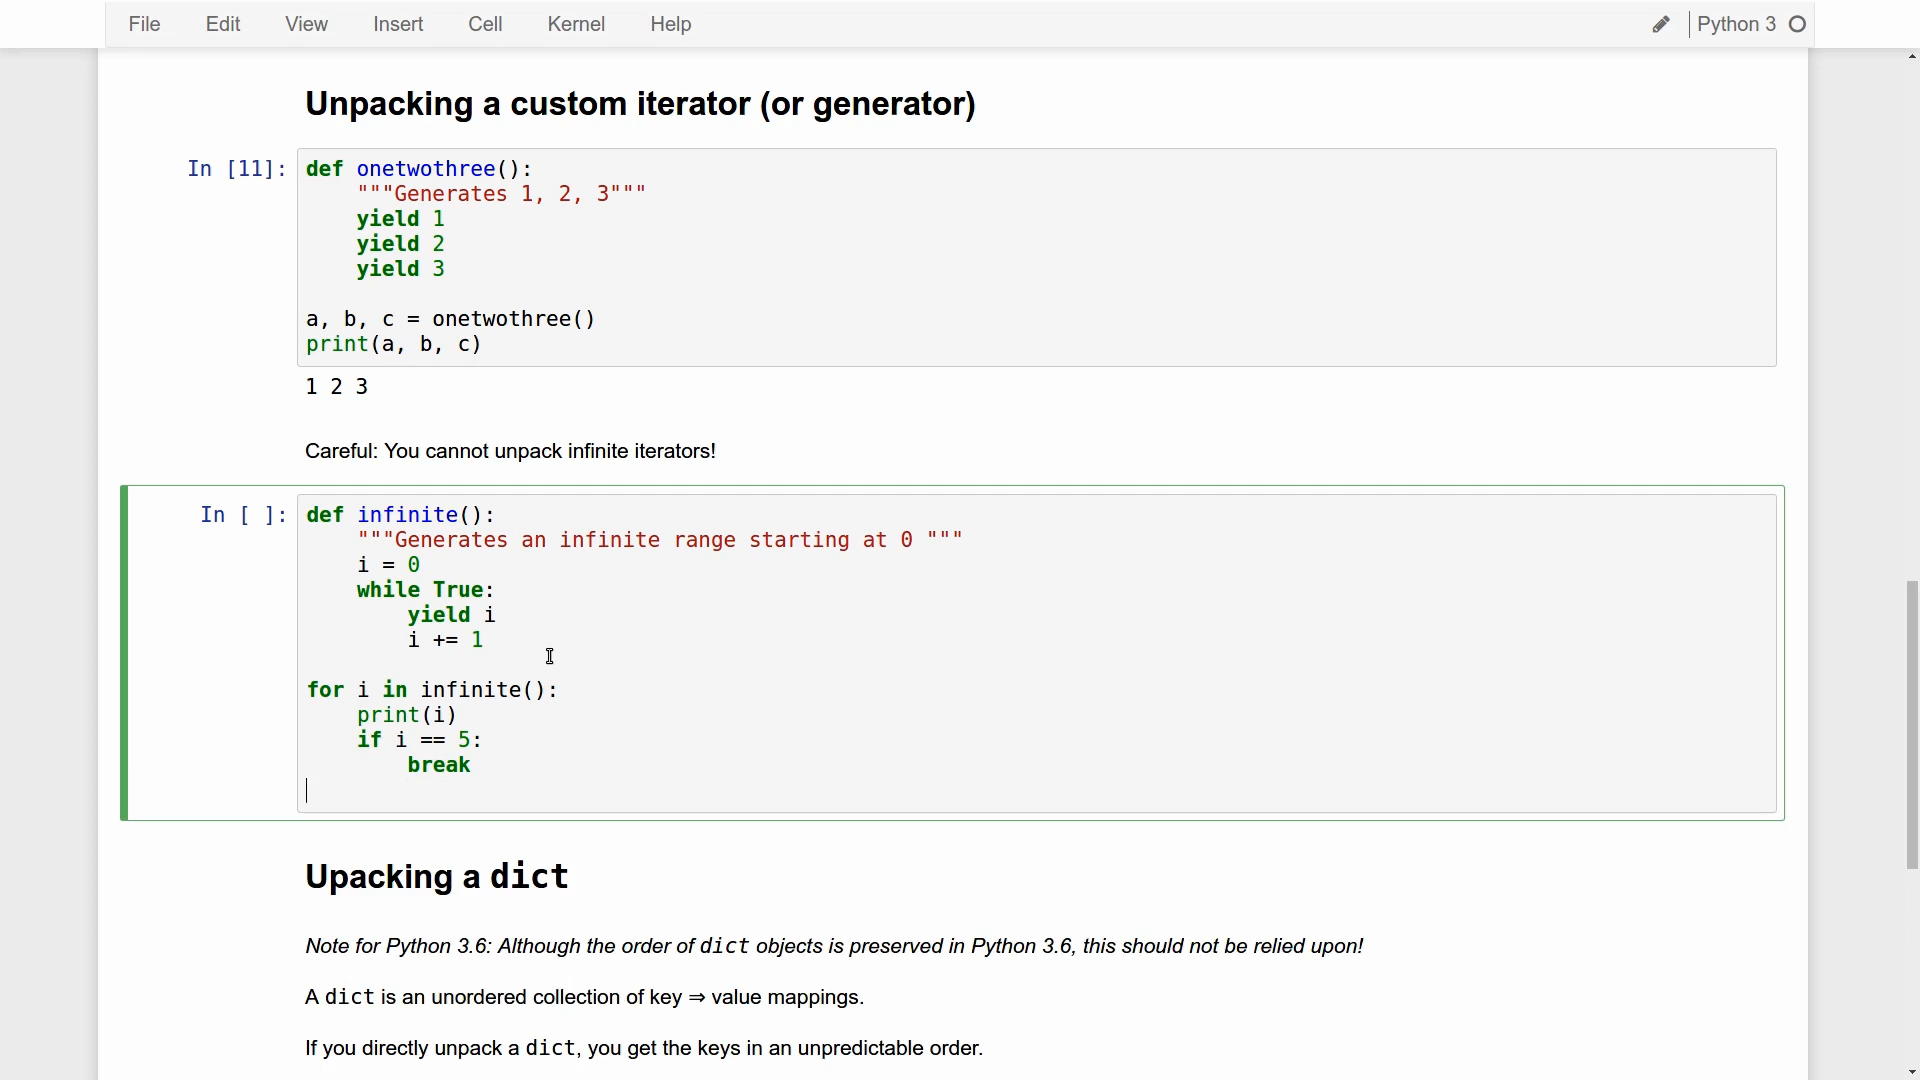 File Edit View Insert Cell Kernel Help Python 3
Unpacking a custom iterator (or generator)
In [11]: def onetwothree():
"""Generates 1, 2, 3"""
yield 1
yield 2
yield 3
a, b, c = onetwothree()
print(a, b, c)
1 2 3
Careful: You cannot unpack infinite iterators!
In [ ]: def infinite():
"""Generates an infinite range starting at 0 """
i = 0
while True:
yield i
i += 1
for i in infinite():
print(i)
if i == 5:
break
Upacking a dict
Note for Python 3.6: Although the order of dict objects is preserved in Python 3.6, this should not be relied upon!
A dict is an unordered collection of key ⇒ value mappings.
If you directly unpack a dict, you get the keys in an unpredictable order.